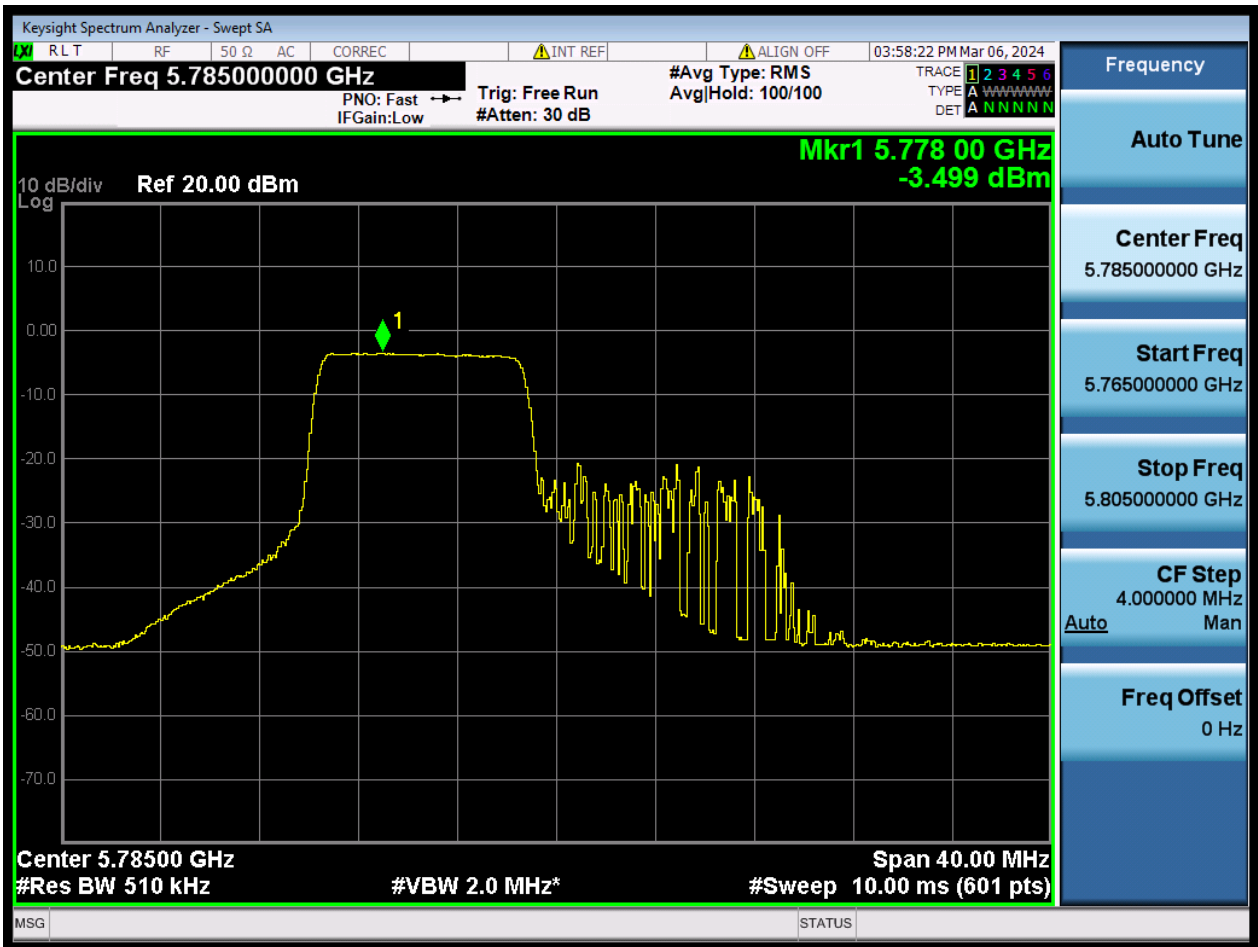 Keysight Spectrum Analyzer - Swept SA
LXI RLT RF 50 Ω AC CORREC INT REF ALIGN OFF 03:58:22 PM Mar 06, 2024
Center Freq 5.785000000 GHz
PNO: Fast
IFGain:Low
Trig: Free Run
#Atten: 30 dB
#Avg Type: RMS
Avg|Hold: 100/100
TRACE 1 2 3 4 5 6
TYPE A WWWWW
DET A N N N N N
Mkr1 5.778 00 GHz
-3.499 dBm
10 dB/div Ref 20.00 dBm
Log
10.0
0.00
-10.0
-20.0
-30.0
-40.0
-50.0
-60.0
-70.0
1
Center 5.78500 GHz
Span 40.00 MHz
#Res BW 510 kHz
#VBW 2.0 MHz*
#Sweep 10.00 ms (601 pts)
MSG
STATUS
Frequency
Auto Tune
Center Freq
5.785000000 GHz
Start Freq
5.765000000 GHz
Stop Freq
5.805000000 GHz
CF Step
4.000000 MHz
Auto Man
Freq Offset
0 Hz